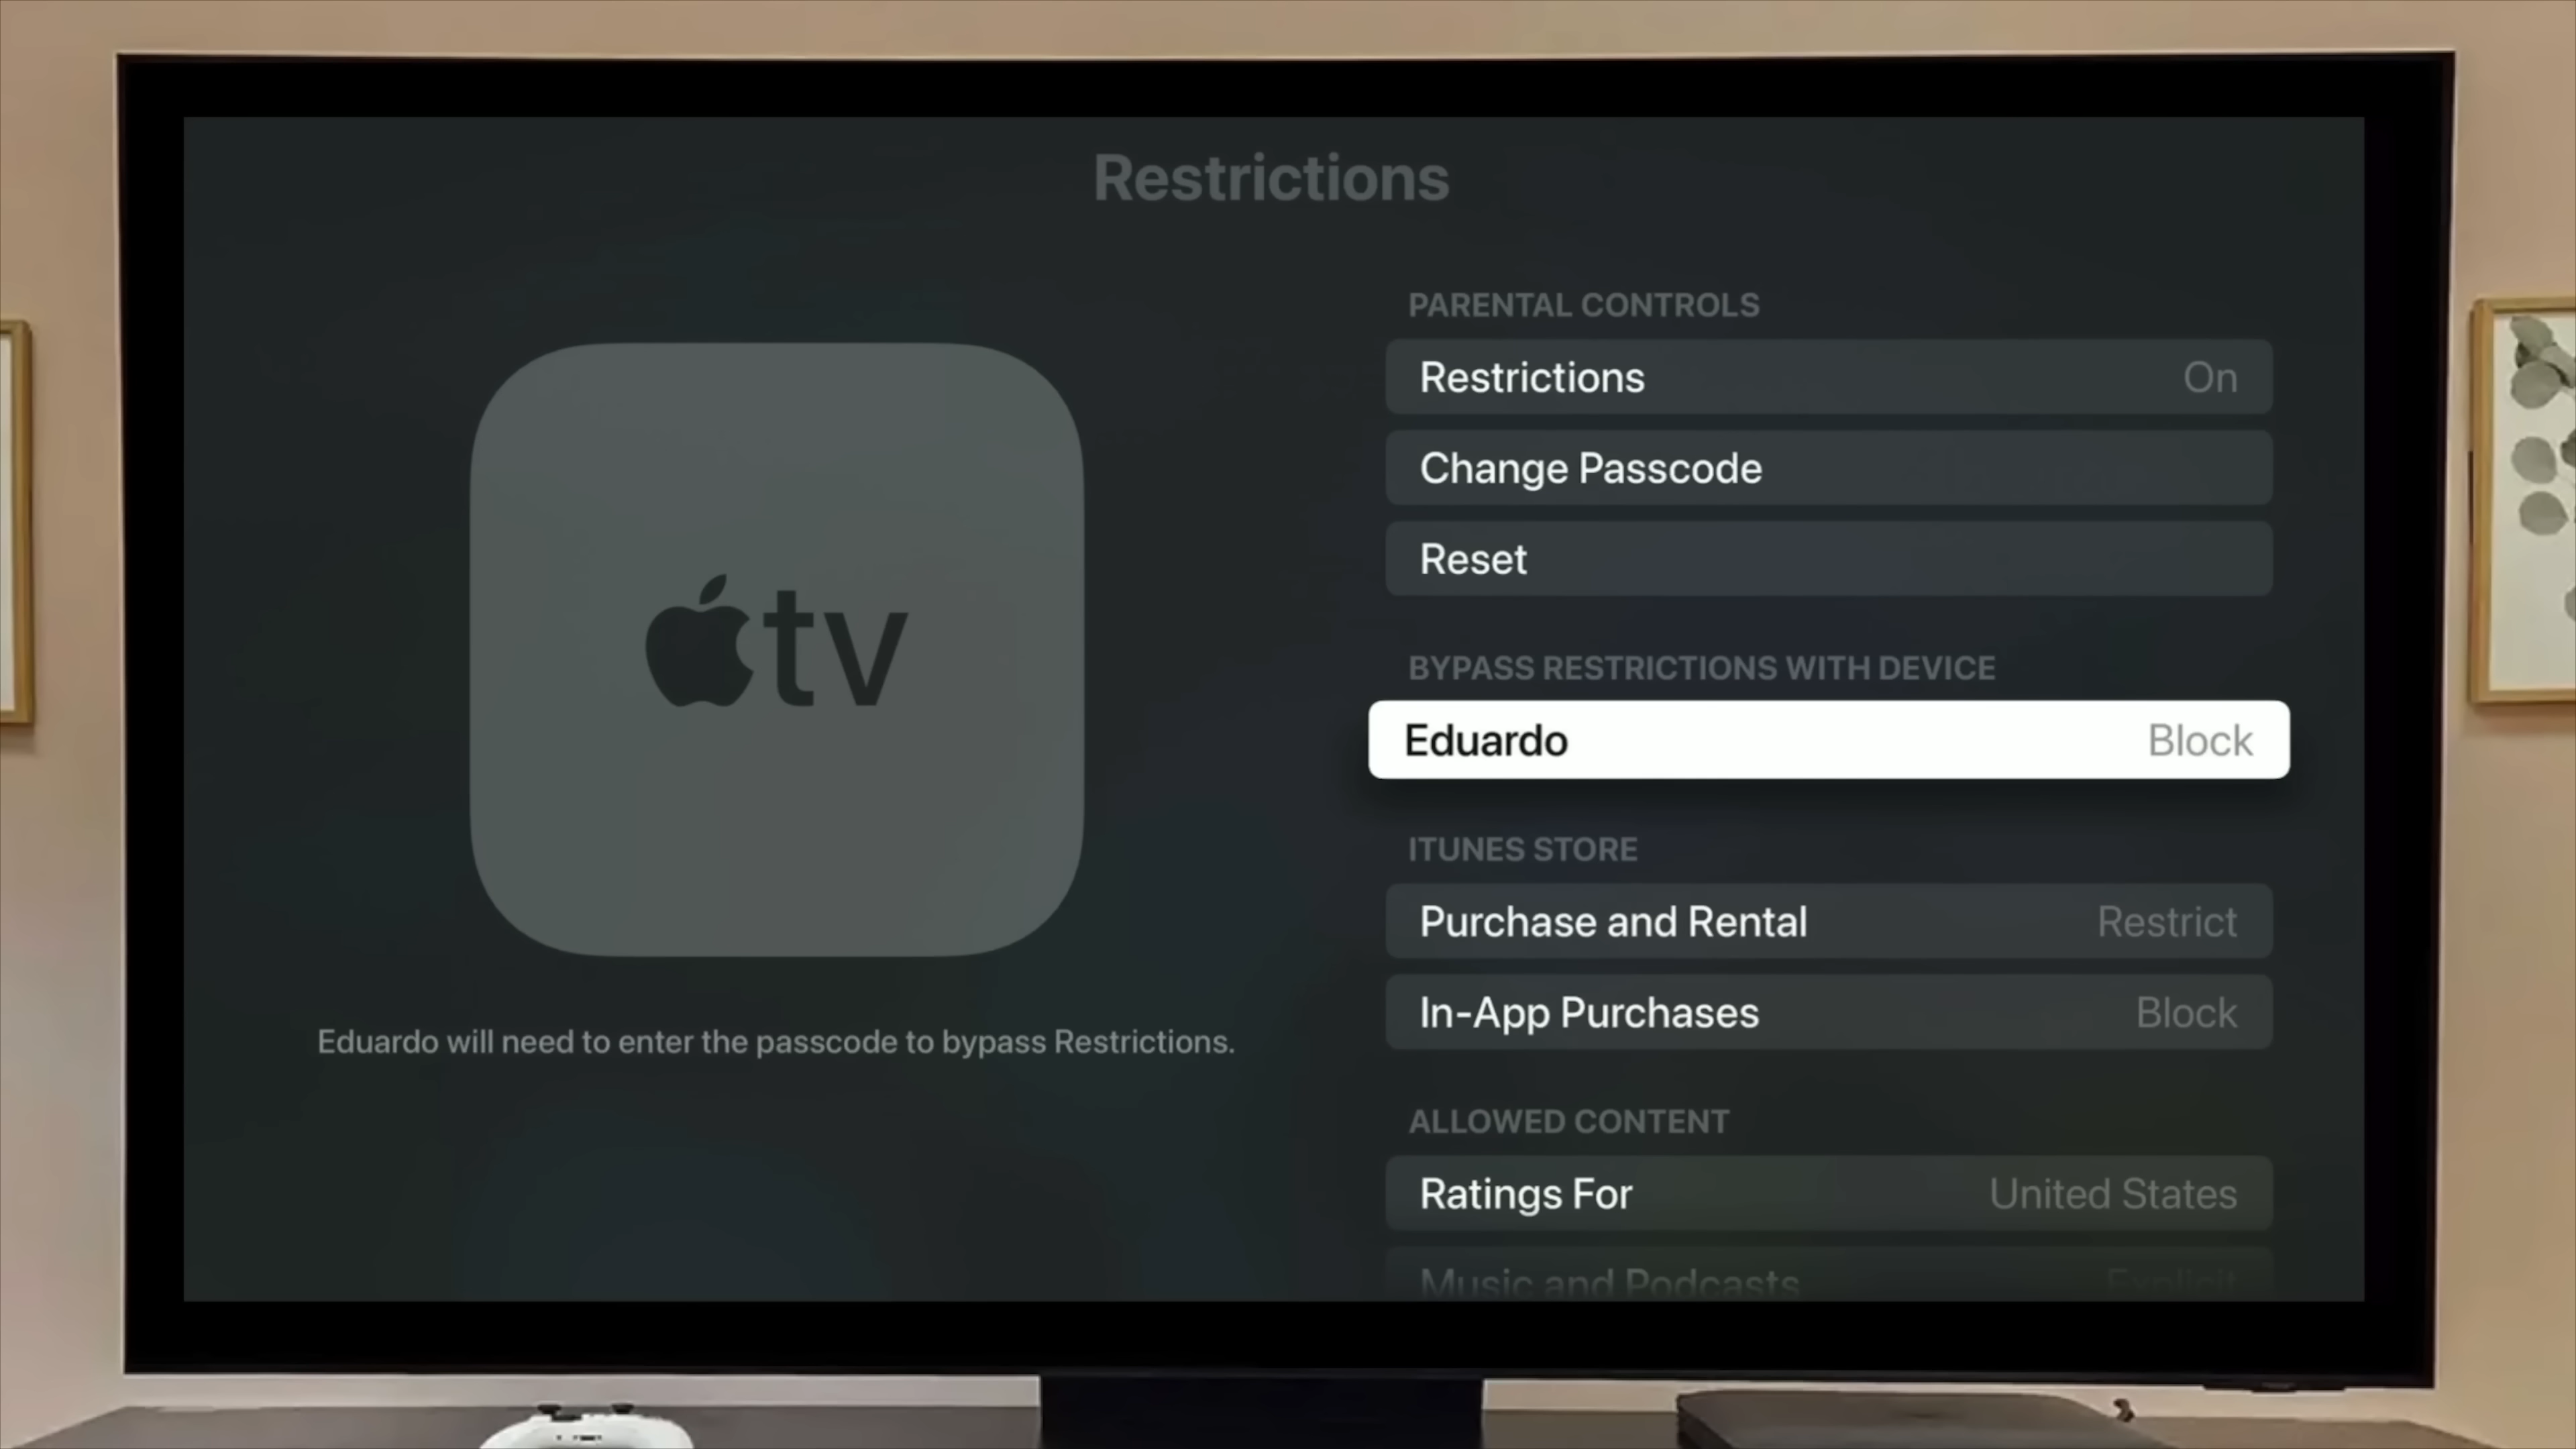 Restrictions
tv
Eduardo will need to enter the passcode to bypass Restrictions.
PARENTAL CONTROLS
Restrictions On
Change Passcode
Reset
BYPASS RESTRICTIONS WITH DEVICE
Eduardo Block
ITUNES STORE
Purchase and Rental Restrict
In-App Purchases Block
ALLOWED CONTENT
Ratings For United States
Music and Podcasts Explicit